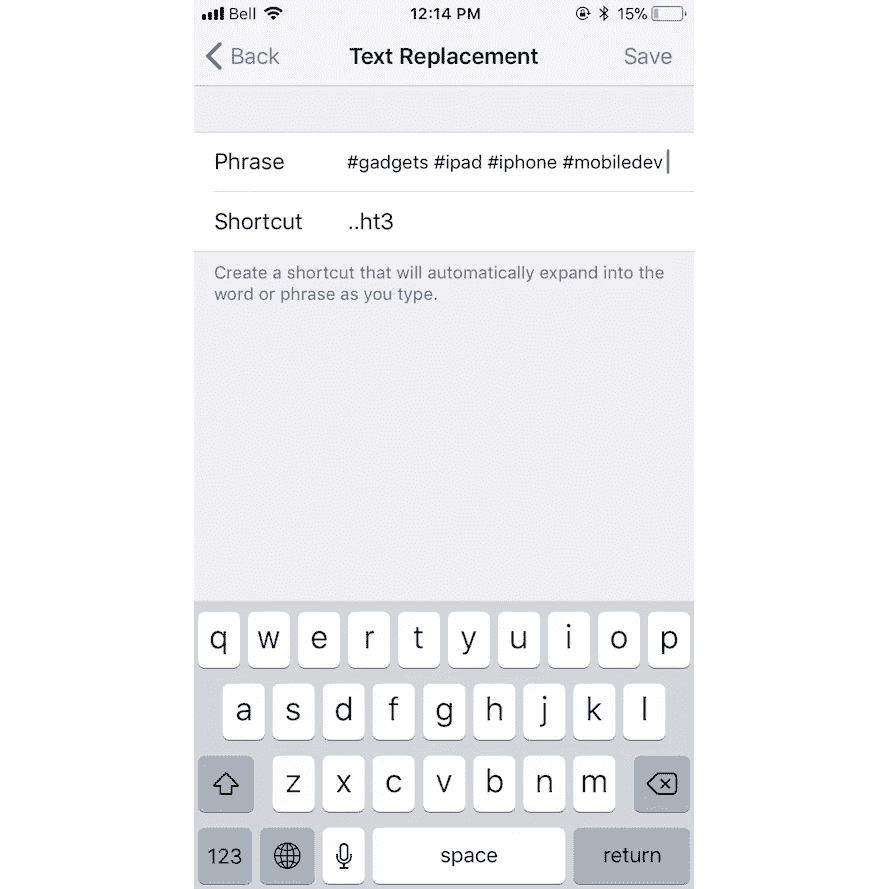 Bell 12:14 PM 15%
Back Text Replacement Save
Phrase #gadgets #ipad #iphone #mobiledev
Shortcut ..ht3
Create a shortcut that will automatically expand into the
word or phrase as you type.
q w e r t y u i o p
a s d f g h j k l
z x c v b n m
123 space return